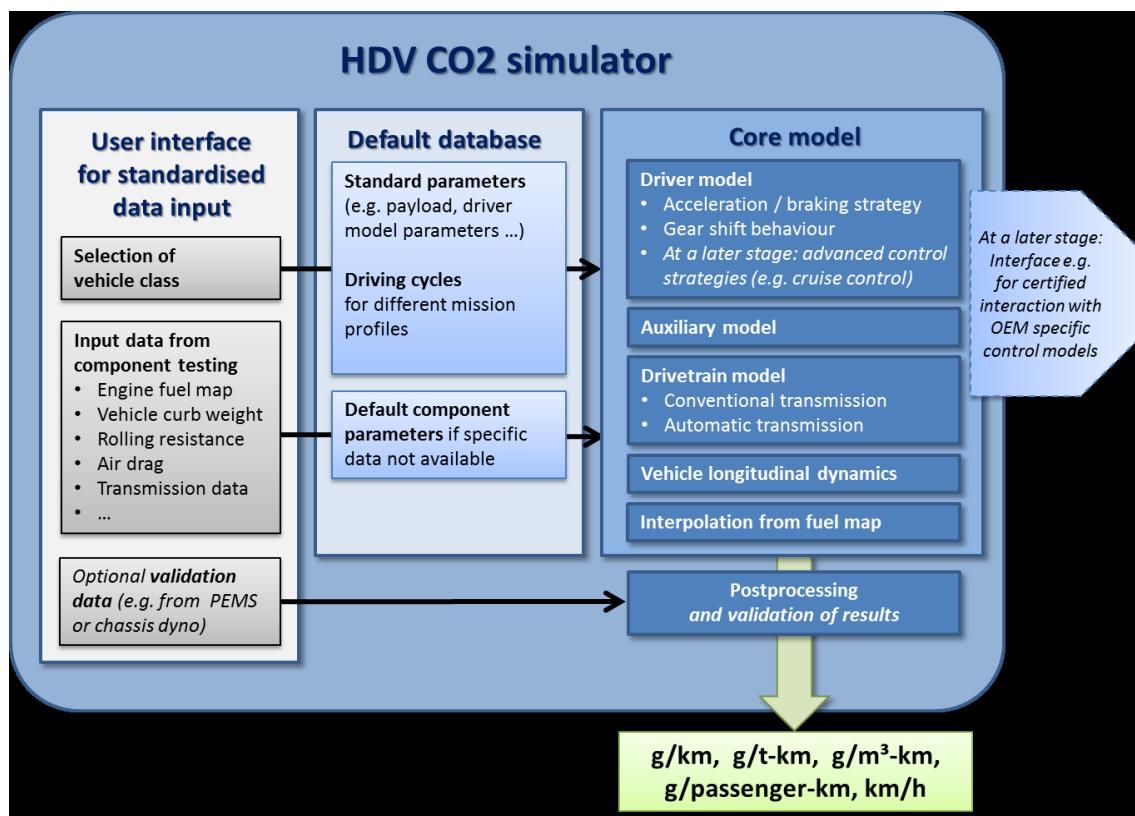 HDV CO2 simulator
User interface
for standardised
data input
Selection of
vehicle class
Input data from
component testing
• Engine fuel map
• Vehicle curb weight
• Rolling resistance
• Air drag
• Transmission data
• ...
Optional validation
data (e.g. from PEMS
or chassis dyno)
Default database
Standard parameters
(e.g. payload, driver
model parameters ...)
Driving cycles
for different mission
profiles
Default component
parameters if specific
data not available
Core model
Driver model
• Acceleration / braking strategy
• Gear shift behaviour
• At a later stage: advanced control
strategies (e.g. cruise control)
Auxiliary model
Drivetrain model
• Conventional transmission
• Automatic transmission
Vehicle longitudinal dynamics
Interpolation from fuel map
Postprocessing
and validation of results
At a later stage:
Interface e.g.
for certified
interaction with
OEM specific
control models
g/km, g/t-km, g/m³-km,
g/passenger-km, km/h